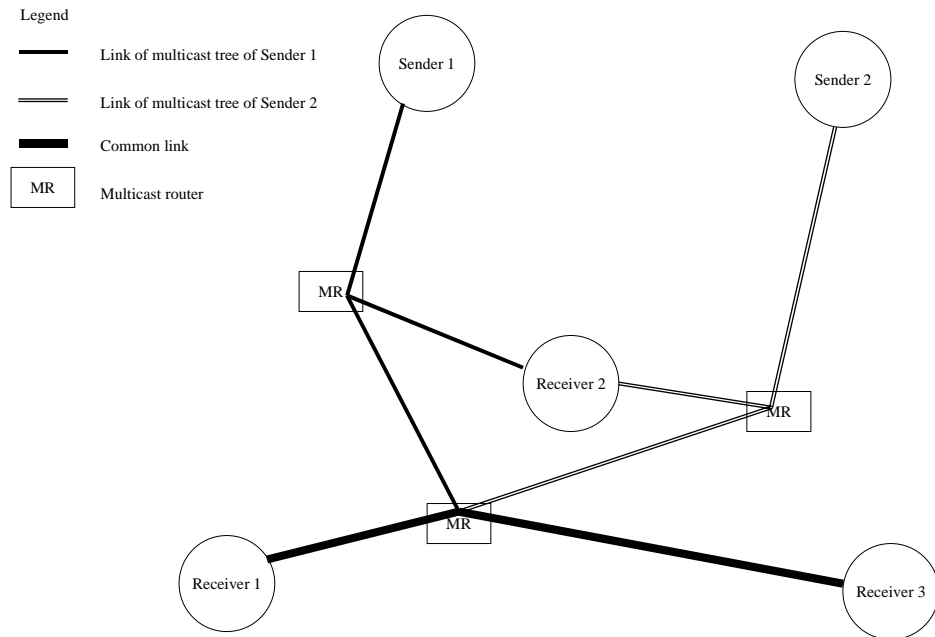 Legend
Link of multicast tree of Sender 1
Link of multicast tree of Sender 2
Common link
MR
Multicast router
Sender 1
Sender 2
MR
Receiver 2
MR
MR
Receiver 1
Receiver 3